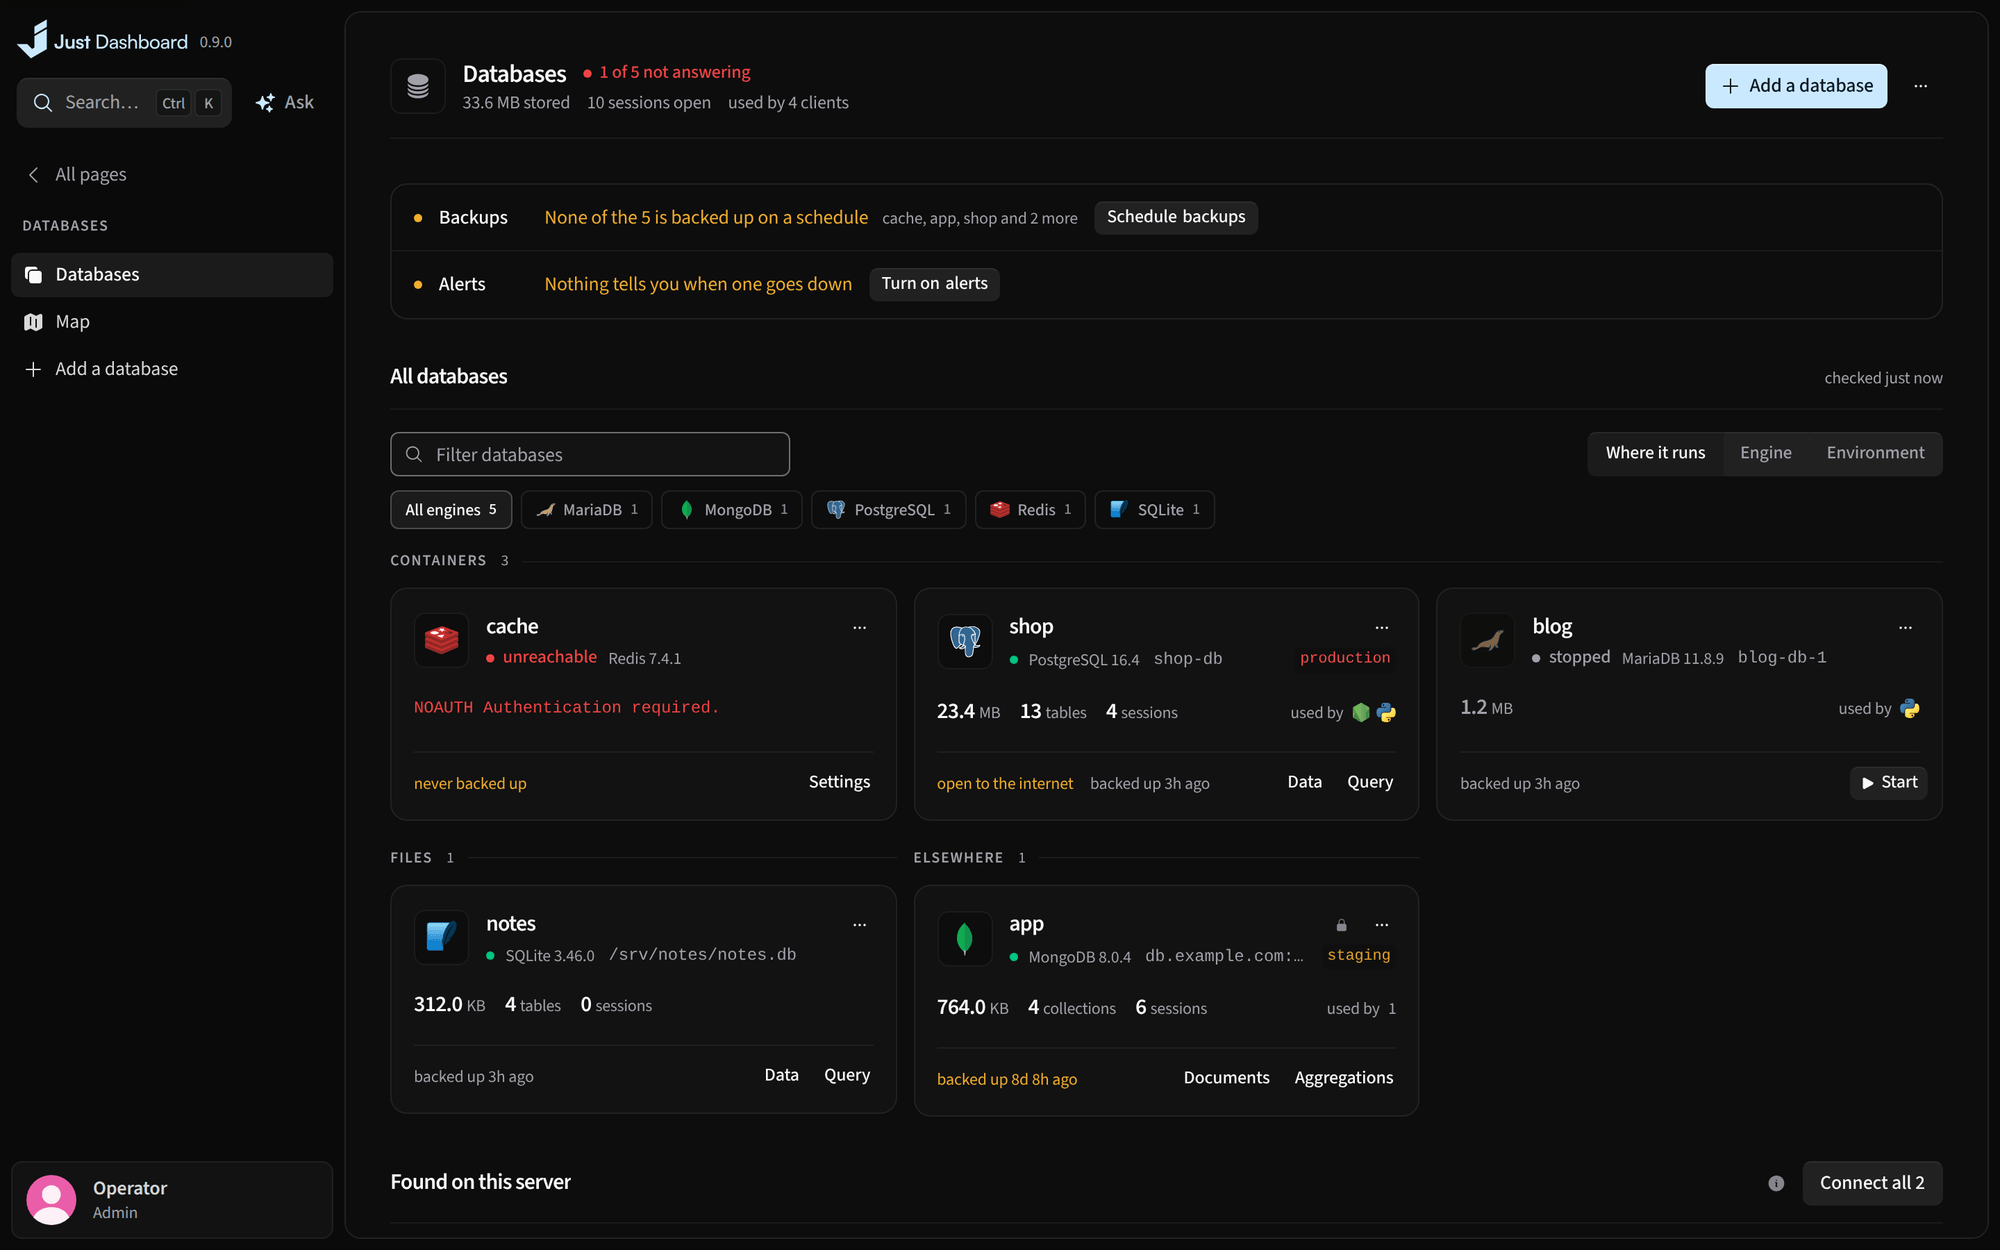 Just Dashboard 0.9.0
Search... Ctrl K
Ask
All pages
DATABASES
Databases
Map
Add a database
Operator
Admin
Databases 1 of 5 not answering
33.6 MB stored 10 sessions open used by 4 clients
Add a database
Backups None of the 5 is backed up on a schedule cache, app, shop and 2 more Schedule backups
Alerts Nothing tells you when one goes down Turn on alerts
All databases checked just now
Filter databases
Where it runs Engine Environment
All engines 5 MariaDB 1 MongoDB 1 PostgreSQL 1 Redis 1 SQLite 1
CONTAINERS 3
cache
unreachable Redis 7.4.1
NOAUTH Authentication required.
never backed up Settings
shop
PostgreSQL 16.4 shop-db production
23.4 MB 13 tables 4 sessions used by
open to the internet backed up 3h ago Data Query
blog
stopped MariaDB 11.8.9 blog-db-1
1.2 MB used by
backed up 3h ago Start
FILES 1
notes
SQLite 3.46.0 /srv/notes/notes.db
312.0 KB 4 tables 0 sessions
backed up 3h ago Data Query
ELSEWHERE 1
app
MongoDB 8.0.4 db.example.com:… staging
764.0 KB 4 collections 6 sessions used by 1
backed up 8d 8h ago Documents Aggregations
Found on this server Connect all 2